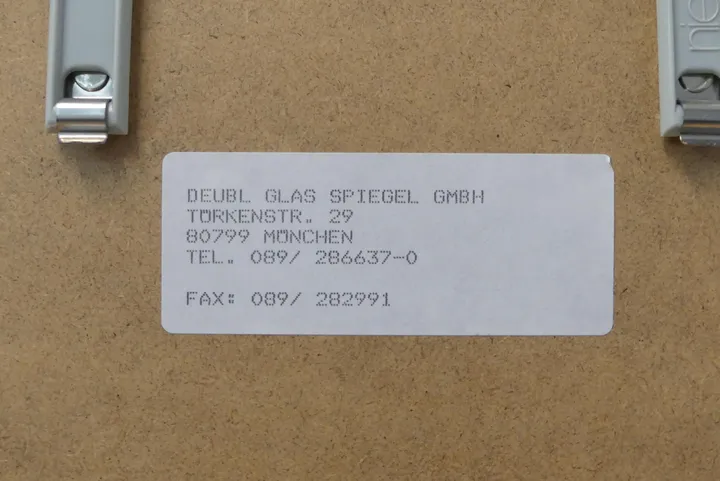 DEUBL GLAS SPIEGEL GMBH
TÜRKENSTR. 29
80799 MÜNCHEN
TEL. 089/ 286637-0
FAX: 089/ 282991